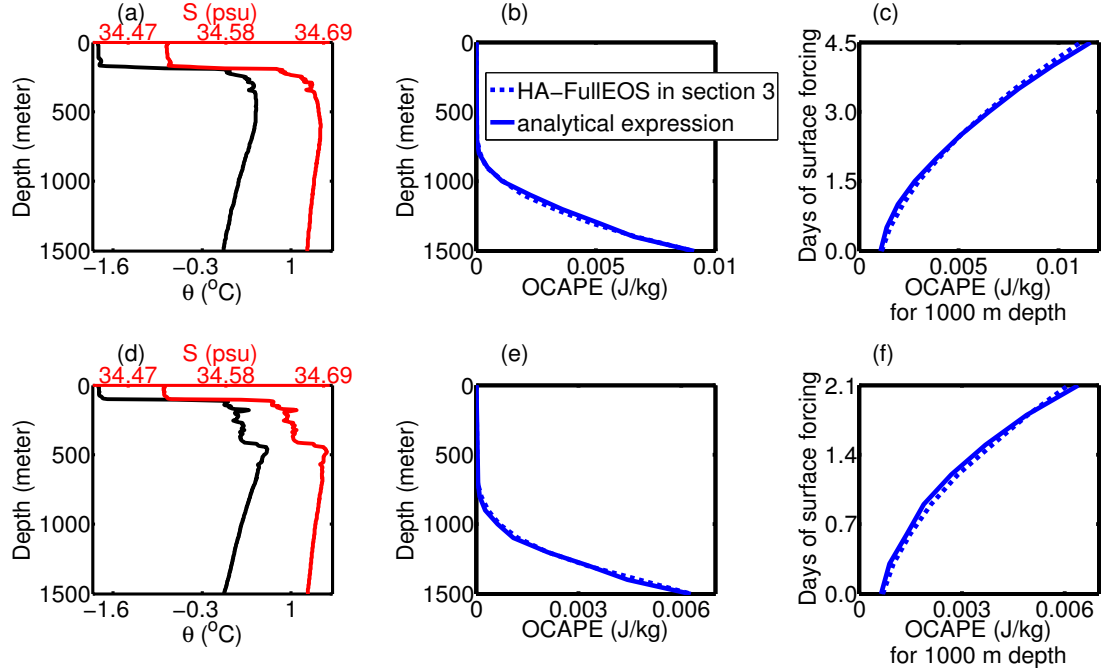 (a)
S (psu)
34.47 34.58 34.69
0
500
1000
1500
Depth (meter)
−1.6 −0.3 1
θ (°C)
(b)
0
500
1000
1500
Depth (meter)
HA−FullEOS in section 3
analytical expression
0 0.005 0.01
OCAPE (J/kg)
(c)
4.5
3.0
1.5
0.0
Days of surface forcing
0 0.005 0.01
OCAPE (J/kg)
for 1000 m depth
(d)
S (psu)
34.47 34.58 34.69
0
500
1000
1500
Depth (meter)
−1.6 −0.3 1
θ (°C)
(e)
0
500
1000
1500
Depth (meter)
0 0.003 0.006
OCAPE (J/kg)
(f)
2.1
1.4
0.7
0.0
Days of surface forcing
0 0.003 0.006
OCAPE (J/kg)
for 1000 m depth